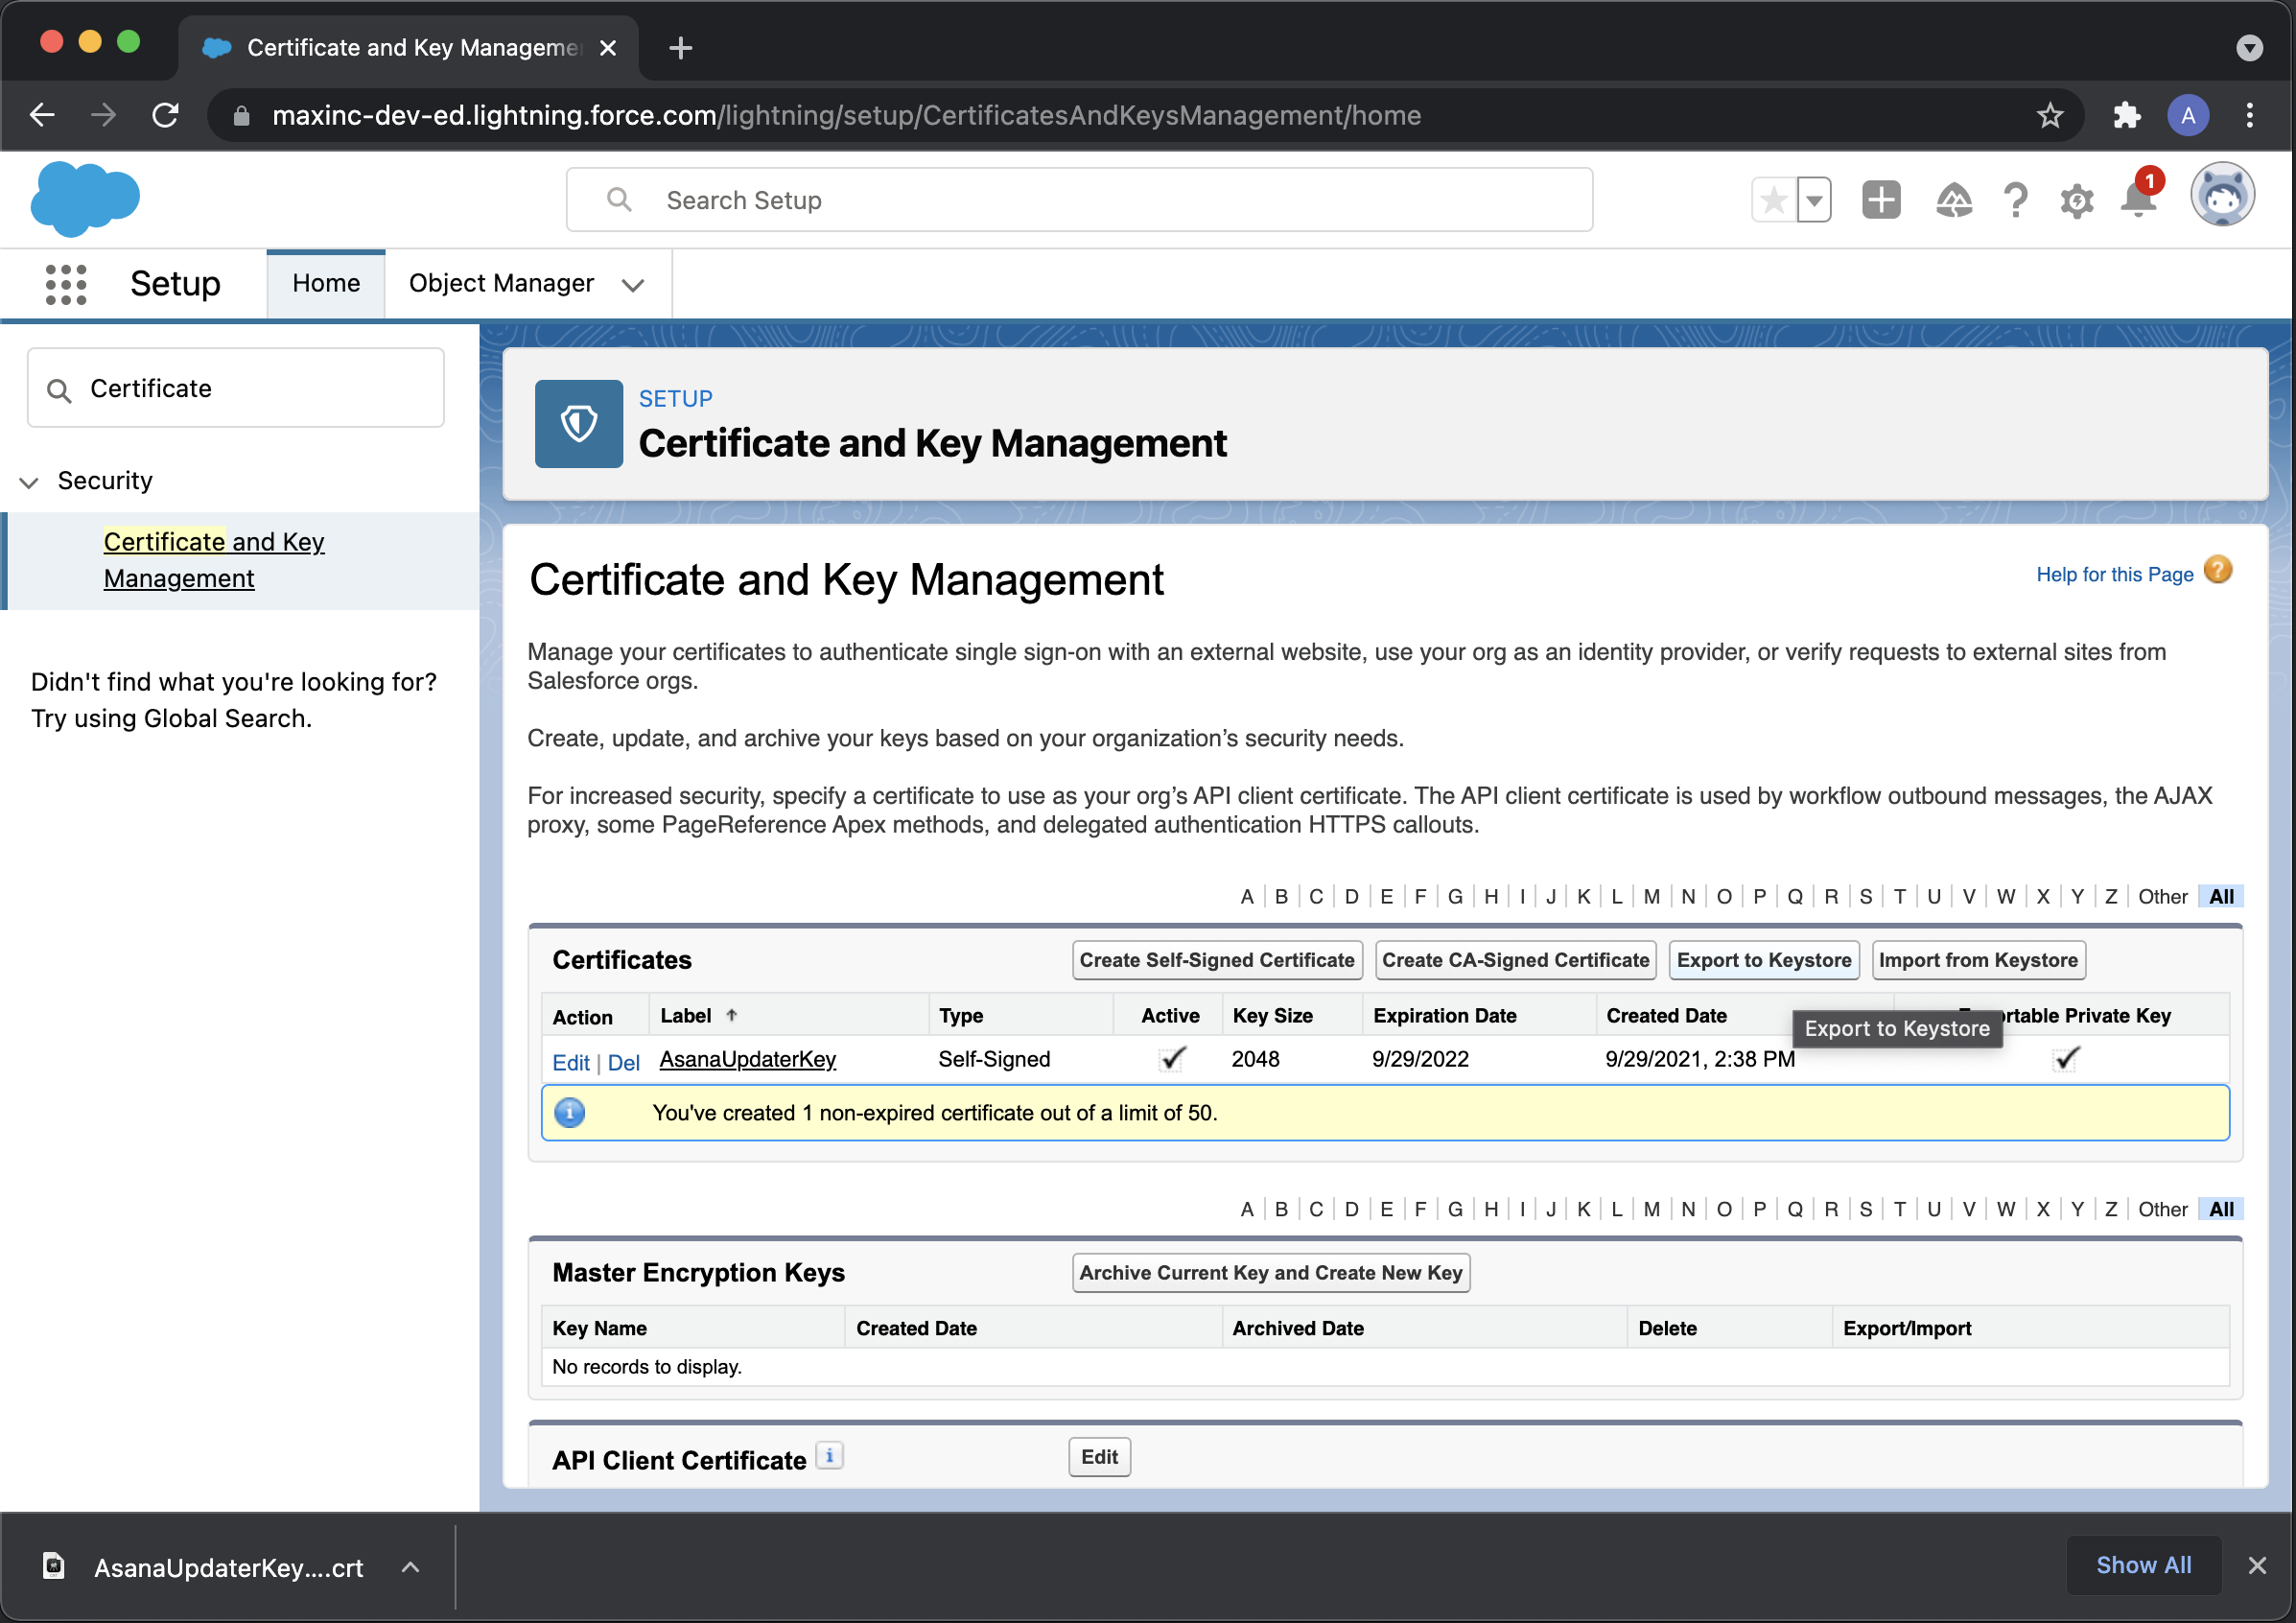 Certificate and Key Manageme
maxinc-dev-ed.lightning.force.com/lightning/setup/CertificatesAndKeysManagement/home
A
Search Setup
1
Setup
Home
Object Manager
Certificate
Security
Certificate and Key
Management
Didn't find what you're looking for?
Try using Global Search.
SETUP
Certificate and Key Management
Certificate and Key Management
Help for this Page
Manage your certificates to authenticate single sign-on with an external website, use your org as an identity provider, or verify requests to external sites from
Salesforce orgs.
Create, update, and archive your keys based on your organization’s security needs.
For increased security, specify a certificate to use as your org’s API client certificate. The API client certificate is used by workflow outbound messages, the AJAX
proxy, some PageReference Apex methods, and delegated authentication HTTPS callouts.
A | B | C | D | E | F | G | H | I | J | K | L | M | N | O | P | Q | R | S | T | U | V | W | X | Y | Z | Other | All
Certificates Create Self-Signed Certificate Create CA-Signed Certificate Export to Keystore Import from Keystore
Action Label Type Active Key Size Expiration Date Created Date rtable Private Key
Export to Keystore
Edit | Del AsanaUpdaterKey Self-Signed 2048 9/29/2022 9/29/2021, 2:38 PM
You've created 1 non-expired certificate out of a limit of 50.
A | B | C | D | E | F | G | H | I | J | K | L | M | N | O | P | Q | R | S | T | U | V | W | X | Y | Z | Other | All
Master Encryption Keys Archive Current Key and Create New Key
Key Name Created Date Archived Date Delete Export/Import
No records to display.
API Client Certificate i Edit
AsanaUpdaterKey....crt
Show All